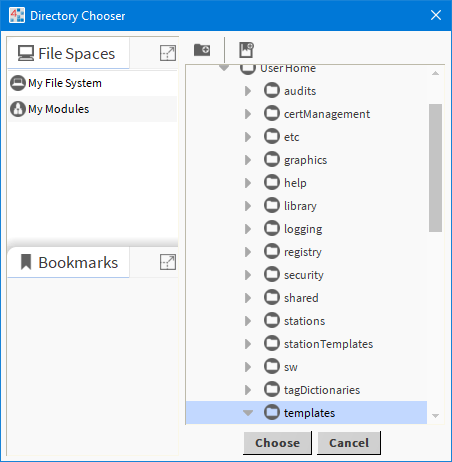 Directory Chooser
File Spaces
My File System
My Modules
Bookmarks
User Home
audits
certManagement
etc
graphics
help
library
logging
registry
security
shared
stations
stationTemplates
sw
tagDictionaries
templates
Choose
Cancel